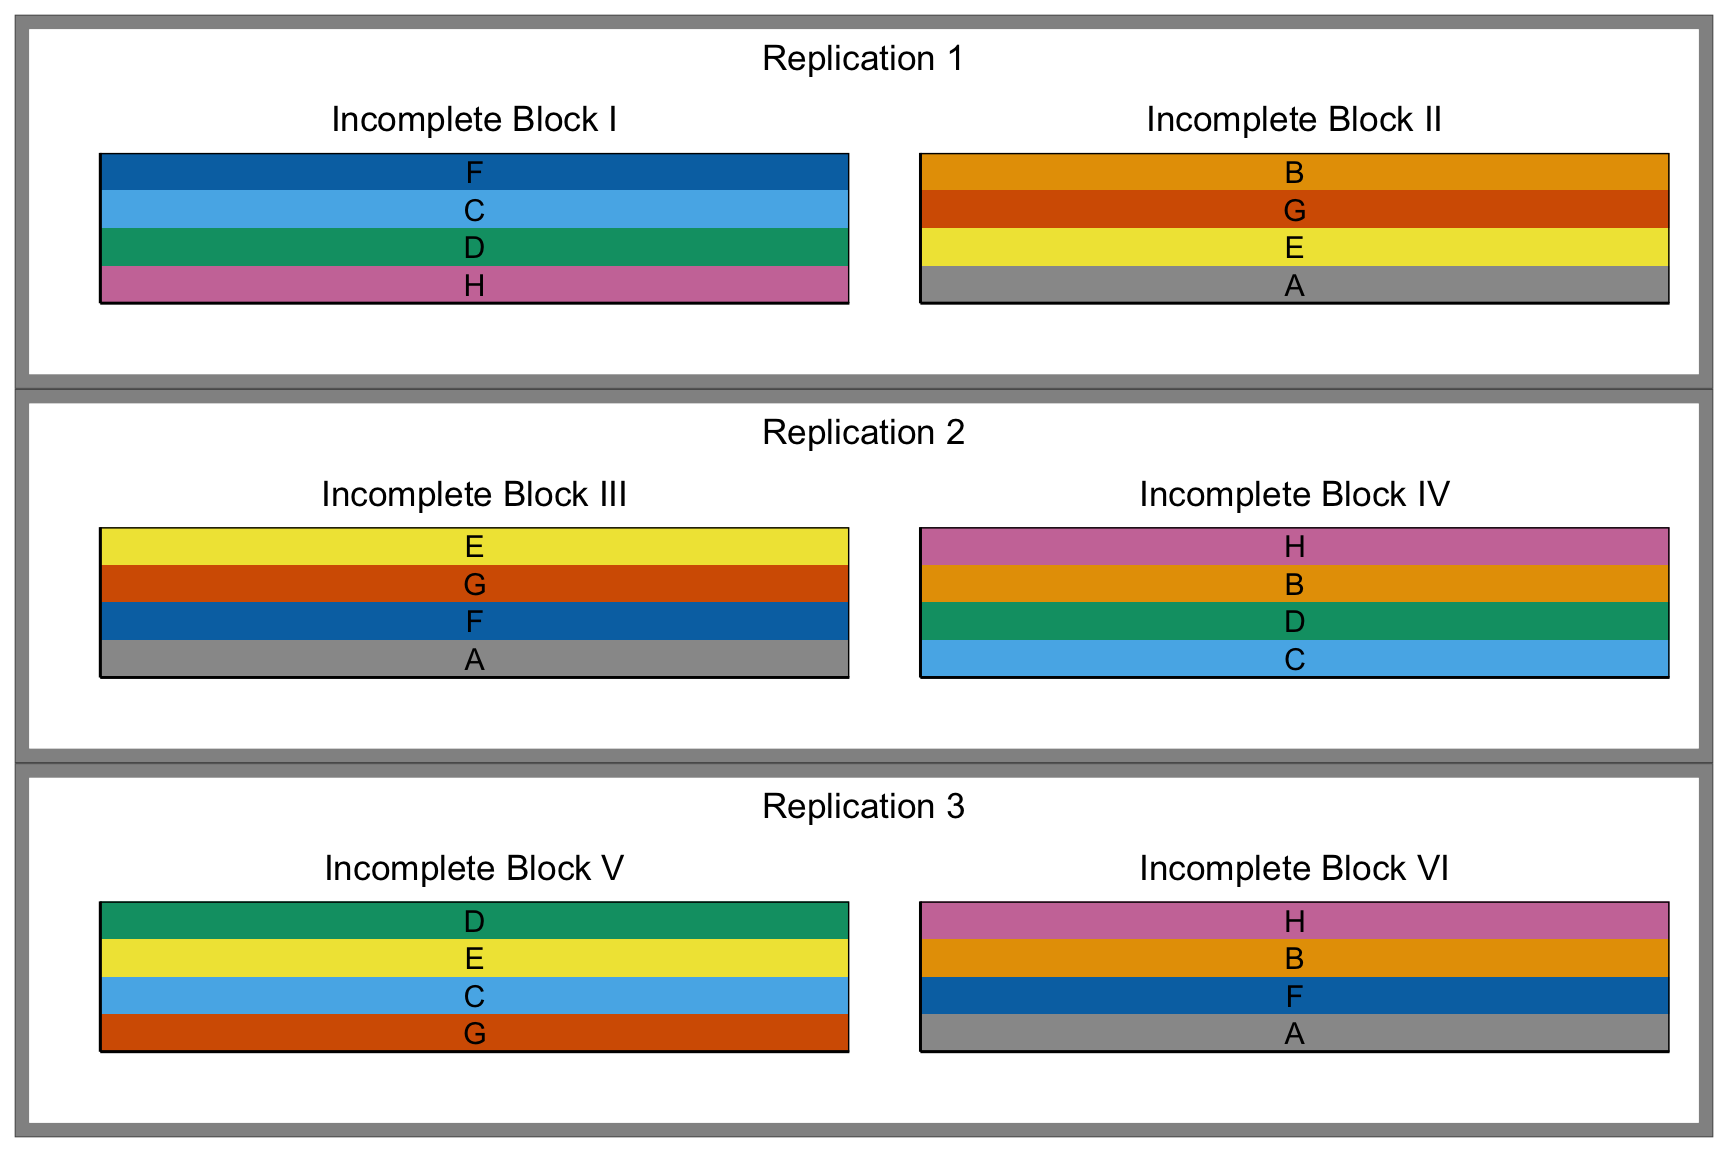 Replication 1
Incomplete Block I
F
C
D
H
Incomplete Block II
B
G
E
A
Replication 2
Incomplete Block III
E
G
F
A
Incomplete Block IV
H
B
D
C
Replication 3
Incomplete Block V
D
E
C
G
Incomplete Block VI
H
B
F
A